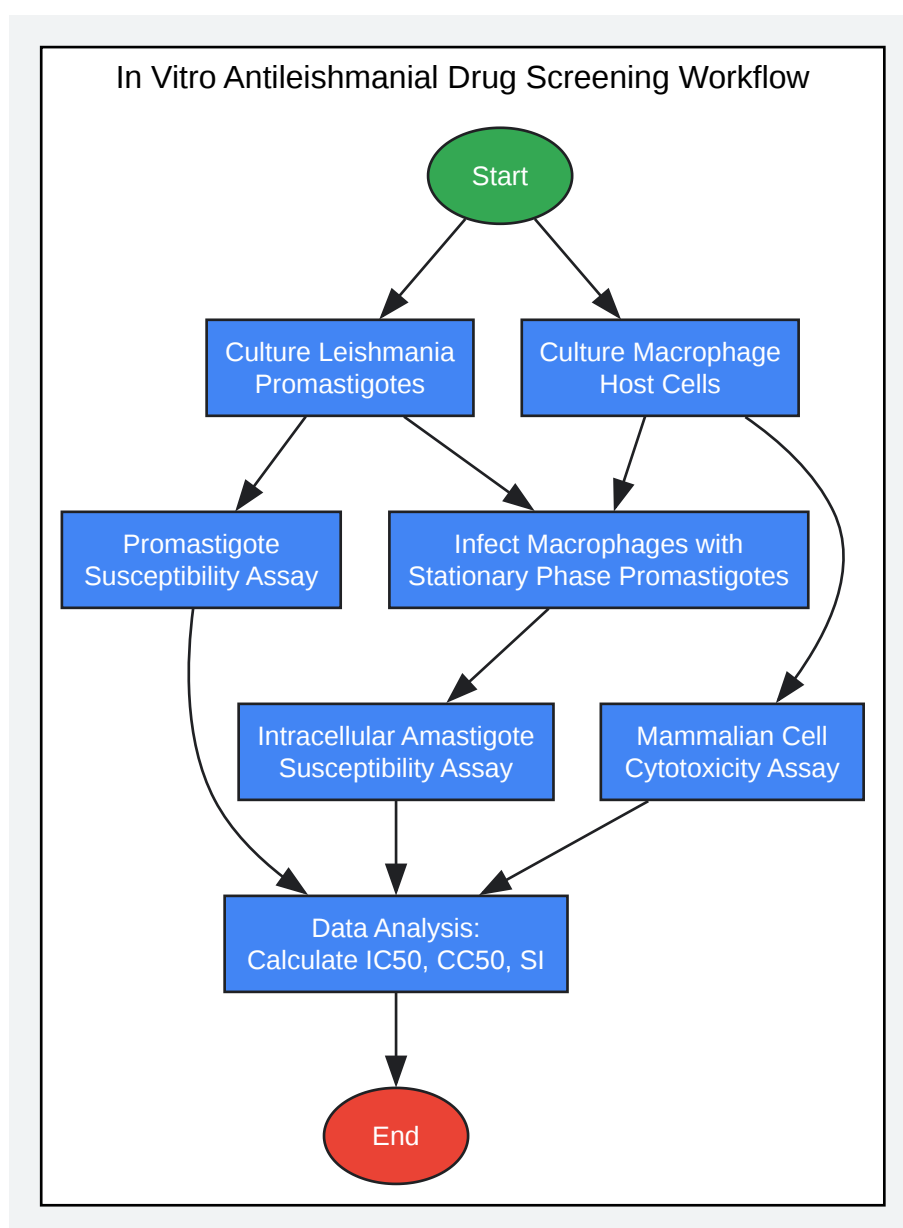 In Vitro Antileishmanial Drug Screening Workflow
Start
Culture Leishmania
Promastigotes
Culture Macrophage
Host Cells
Promastigote
Susceptibility Assay
Infect Macrophages with
Stationary Phase Promastigotes
Intracellular Amastigote
Susceptibility Assay
Mammalian Cell
Cytotoxicity Assay
Data Analysis:
Calculate IC50, CC50, SI
End